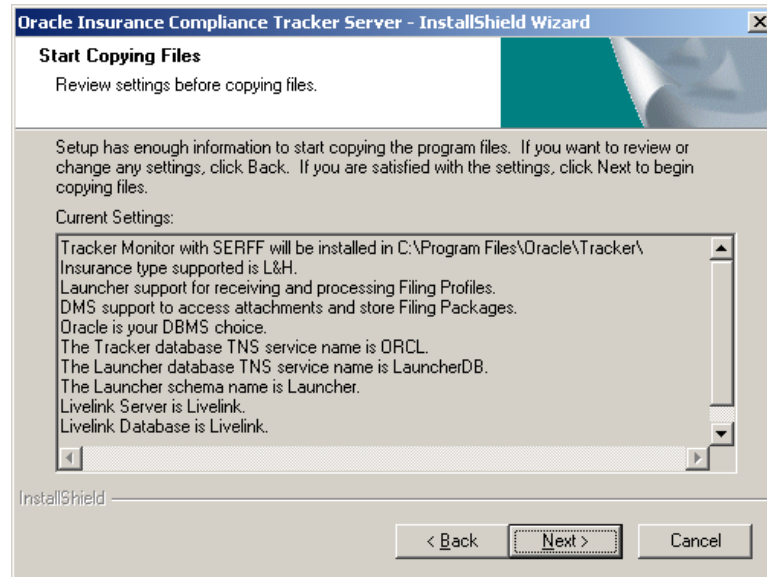 Oracle Insurance Compliance Tracker Server - InstallShield Wizard
Start Copying Files
Review settings before copying files.
Setup has enough information to start copying the program files. If you want to review or
change any settings, click Back. If you are satisfied with the settings, click Next to begin
copying files.
Current Settings:
Tracker Monitor with SERFF will be installed in C:\Program Files\Oracle\Tracker\
Insurance type supported is L&H.
Launcher support for receiving and processing Filing Profiles.
DMS support to access attachments and store Filing Packages.
Oracle is your DBMS choice.
The Tracker database TNS service name is ORCL.
The Launcher database TNS service name is LauncherDB.
The Launcher schema name is Launcher.
Livelink Server is Livelink.
Livelink Database is Livelink.
InstallShield
< Back
Next >
Cancel